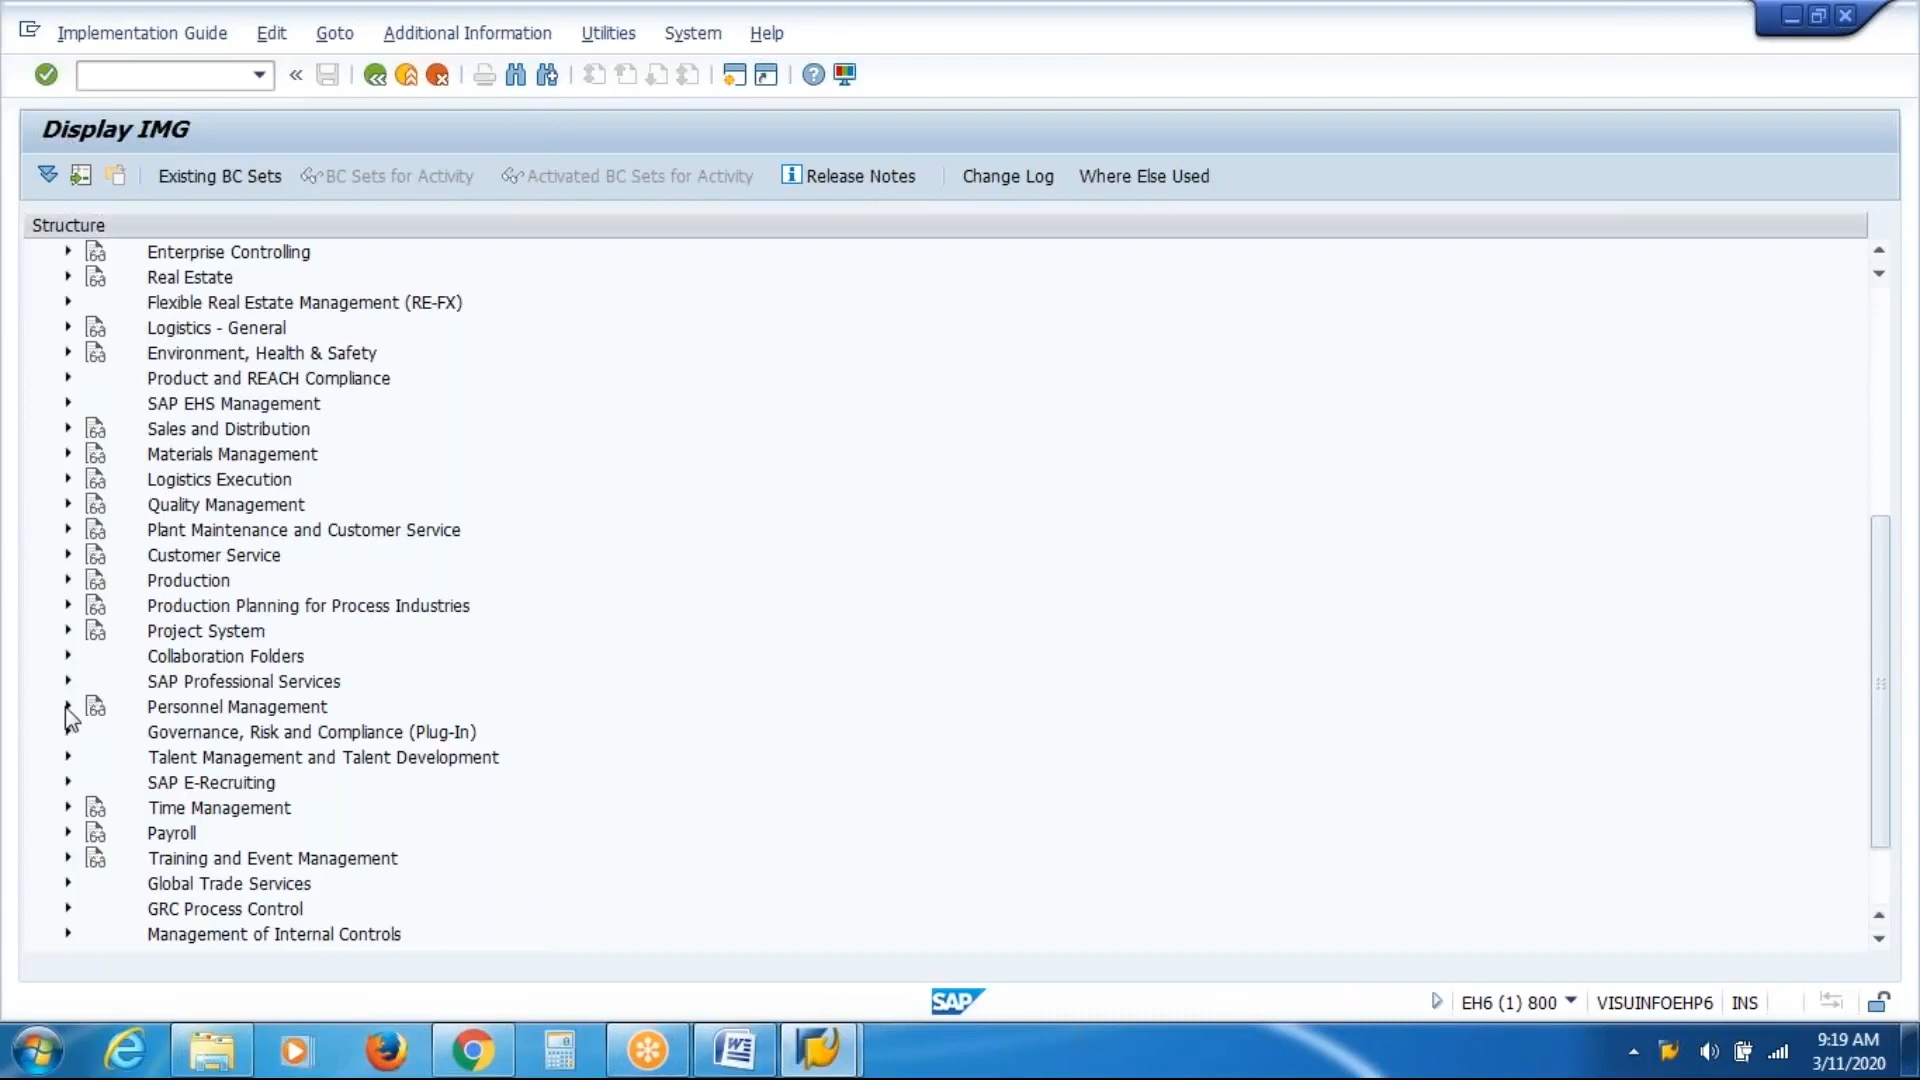 Implementation Guide Edit Goto Additional Information Utilities System Help
Display IMG
Existing BC Sets BC Sets for Activity Activated BC Sets for Activity Release Notes Change Log Where Else Used
Structure
Enterprise Controlling
Real Estate
Flexible Real Estate Management (RE-FX)
Logistics - General
Environment, Health & Safety
Product and REACH Compliance
SAP EHS Management
Sales and Distribution
Materials Management
Logistics Execution
Quality Management
Plant Maintenance and Customer Service
Customer Service
Production
Production Planning for Process Industries
Project System
Collaboration Folders
SAP Professional Services
Personnel Management
Governance, Risk and Compliance (Plug-In)
Talent Management and Talent Development
SAP E-Recruiting
Time Management
Payroll
Training and Event Management
Global Trade Services
GRC Process Control
Management of Internal Controls
SAP EH6 (1) 800 VISUINFOEHP6 INS
9:19 AM
3/11/2020